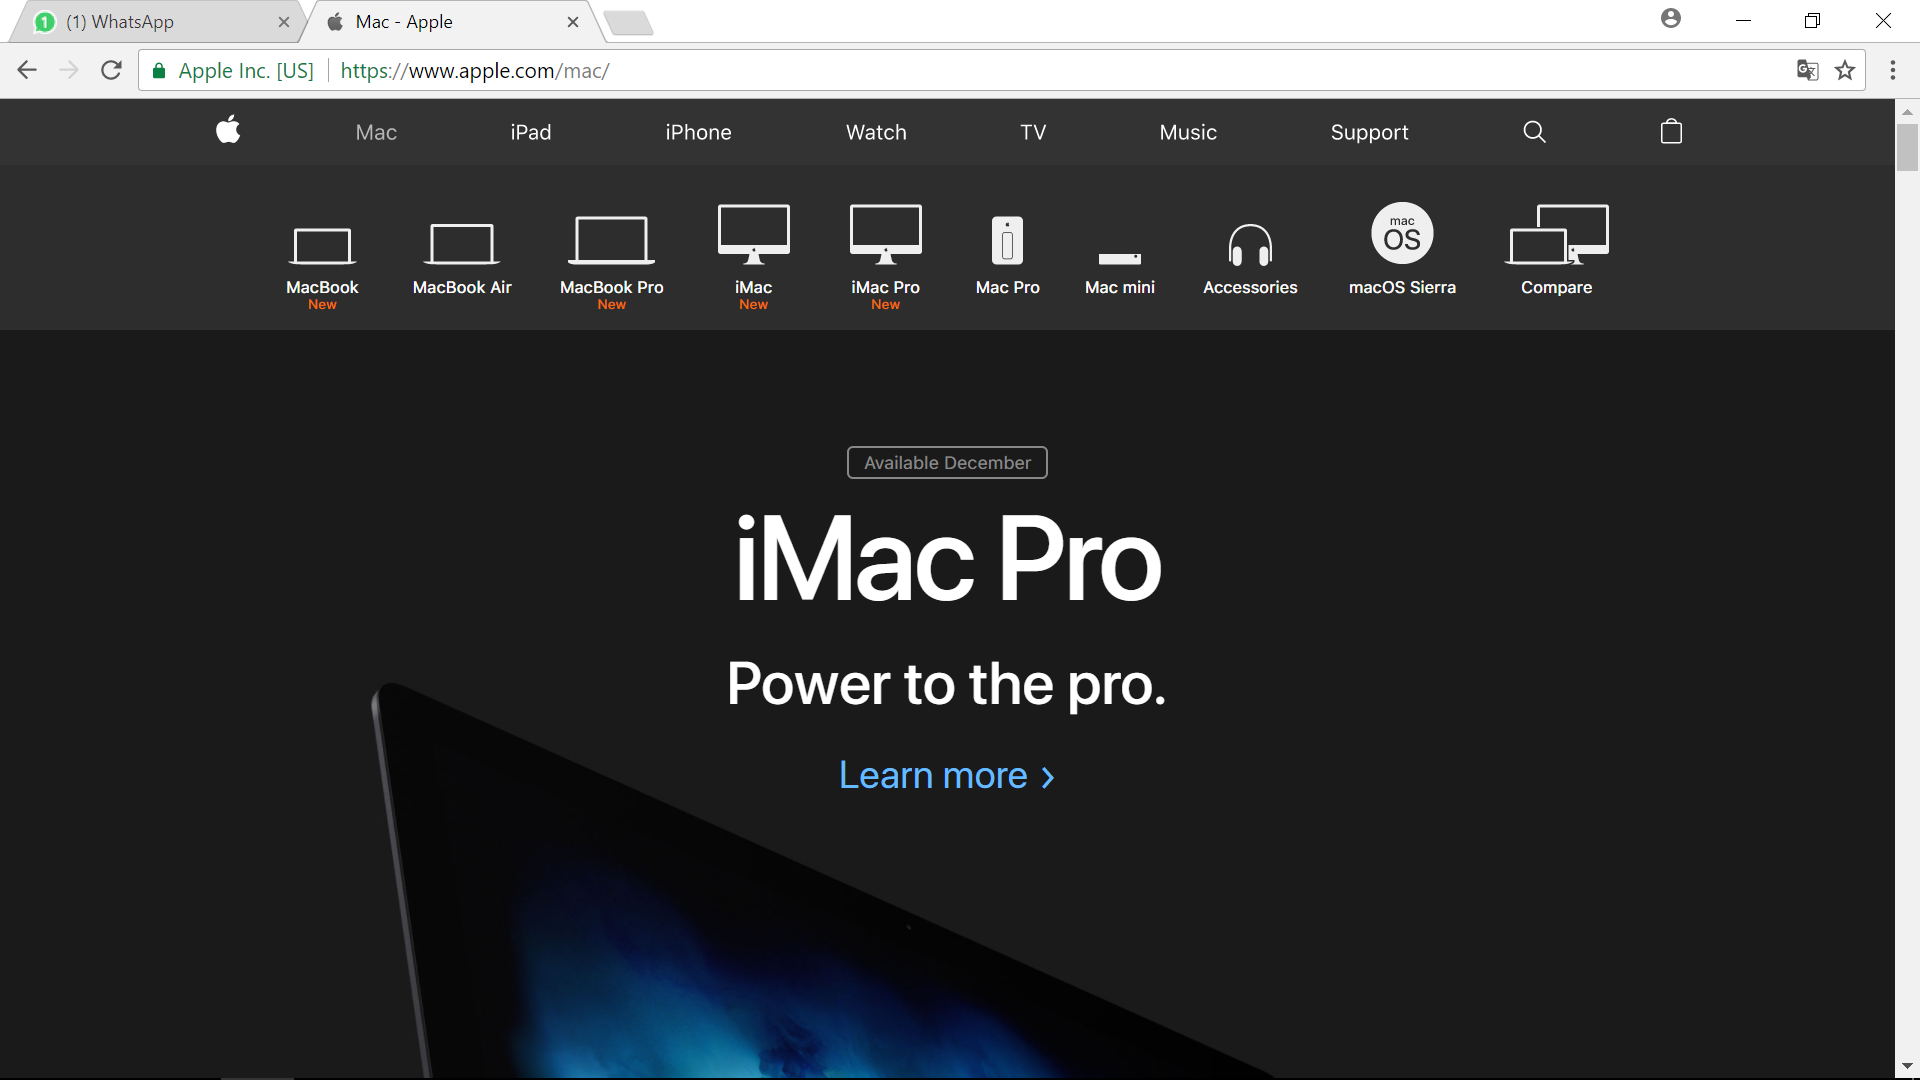 1 (1) WhatsApp
Mac - Apple
Apple Inc. [US] https://www.apple.com/mac/
Mac iPad iPhone Watch TV Music Support
mac
OS
MacBook MacBook Air MacBook Pro iMac iMac Pro Mac Pro Mac mini Accessories macOS Sierra Compare
New New New New
Available December
iMac Pro
Power to the pro.
Learn more >